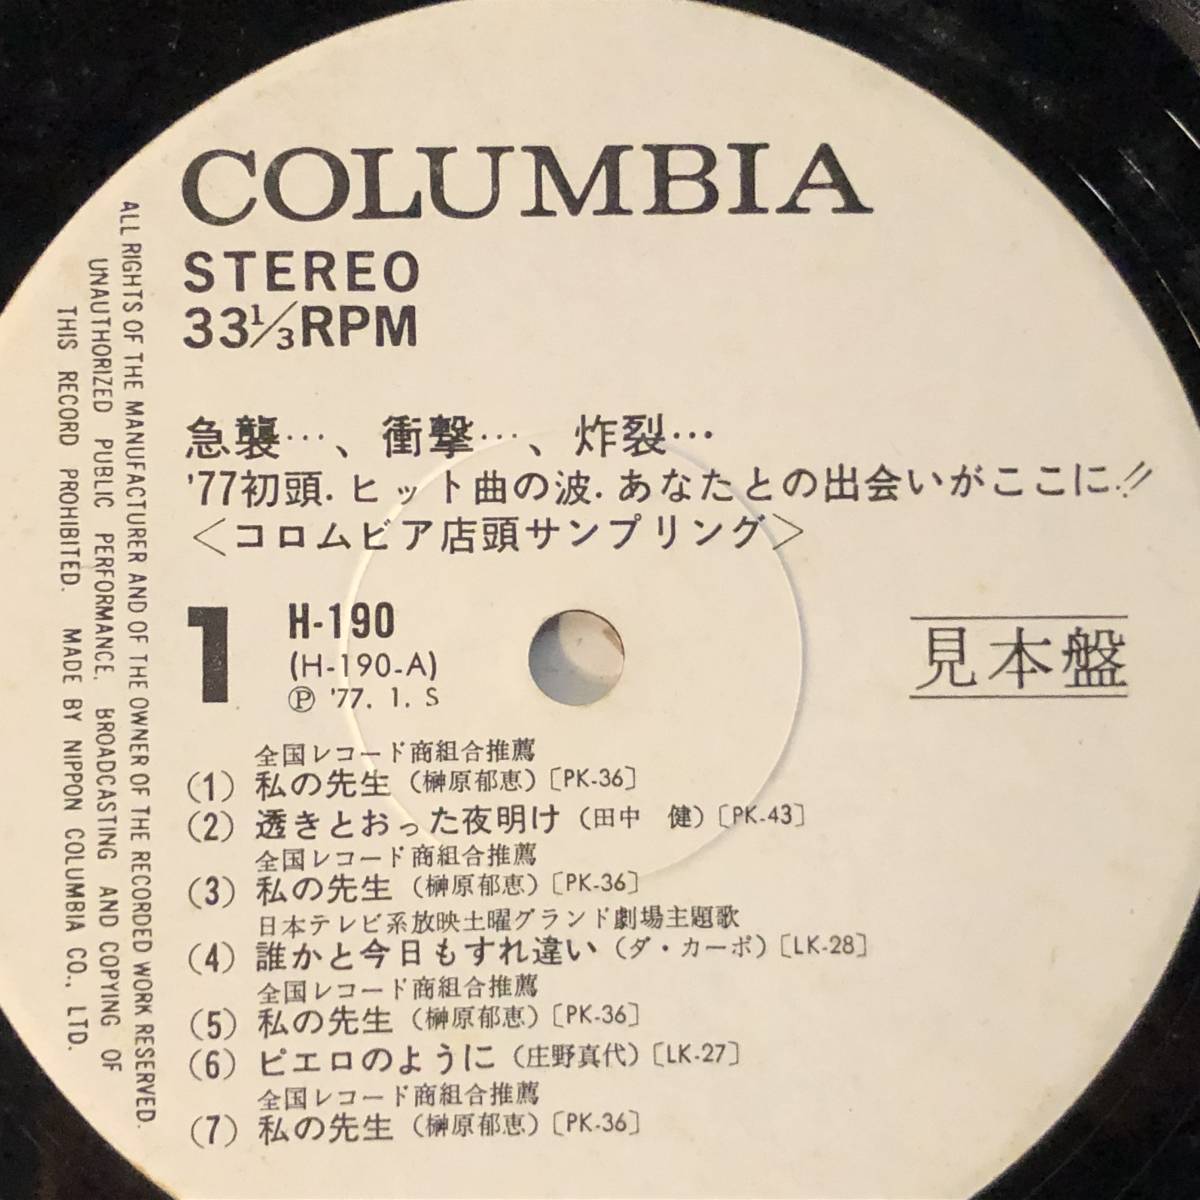 COLUMBIA
STEREO
33⅓RPM
急襲…、衝撃…、炸裂…
'77初頭.ヒット曲の波.あなたとの出会いがここに!!
<コロムビア店頭サンプリング>
1
H-190
(H-190-A)
Ⓟ '77. 1. S
見本盤
全国レコード商組合推薦
(1) 私の先生(榊原郁恵)[PK-36]
(2) 透きとおった夜明け(田中 健)[PK-43]
全国レコード商組合推薦
(3) 私の先生(榊原郁恵)[PK-36]
日本テレビ系放映土曜グランド劇場主題歌
(4) 誰かと今日もすれ違い(ダ・カーポ)[LK-28]
全国レコード商組合推薦
(5) 私の先生(榊原郁恵)[PK-36]
(6) ピエロのように(庄野真代)[LK-27]
全国レコード商組合推薦
(7) 私の先生(榊原郁恵)[PK-36]
ALL RIGHTS OF THE MANUFACTURER AND OF THE OWNER OF THE RECORDED WORK RESERVED.
UNAUTHORIZED PUBLIC PERFORMANCE, BROADCASTING AND COPYING OF
THIS RECORD PROHIBITED. MADE BY NIPPON COLUMBIA CO., LTD.